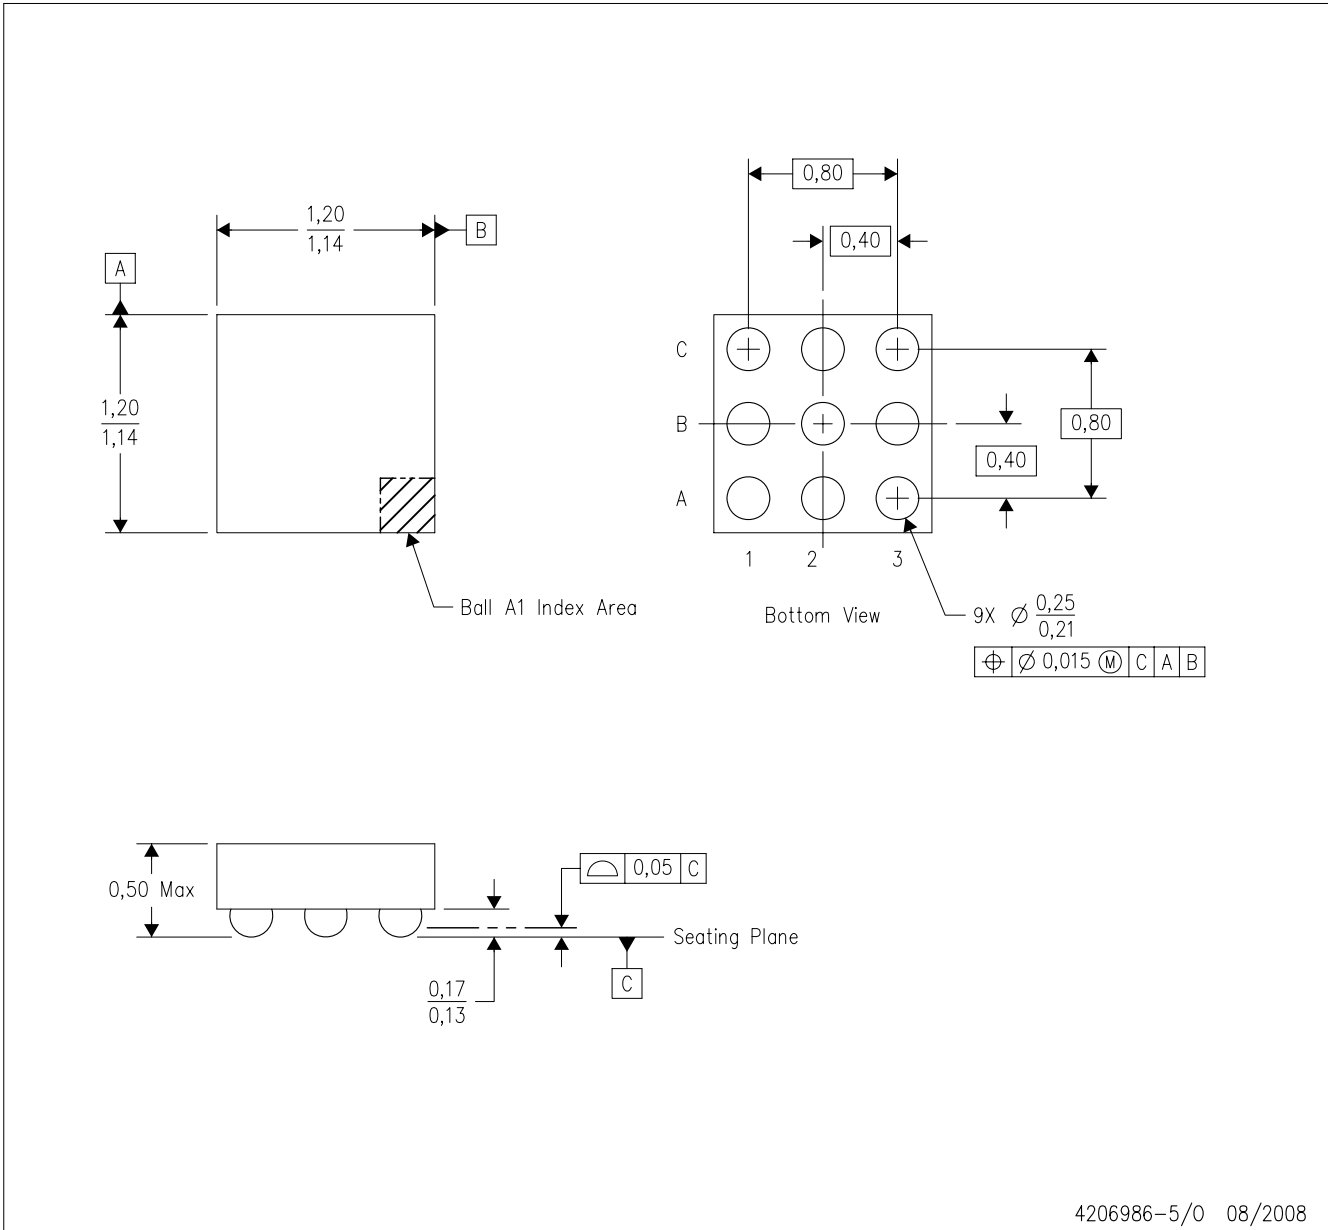 0,80
1,20
1,14
B
0,40
A
C
1,20
1,14
B
0,80
0,40
A
1 2 3
Ball A1 Index Area
Bottom View
9X Ø 0,25
0,21
⌖ Ø 0,015 Ⓜ C A B
0,50 Max
⌓ 0,05 C
Seating Plane
C
0,17
0,13
4206986-5/O 08/2008